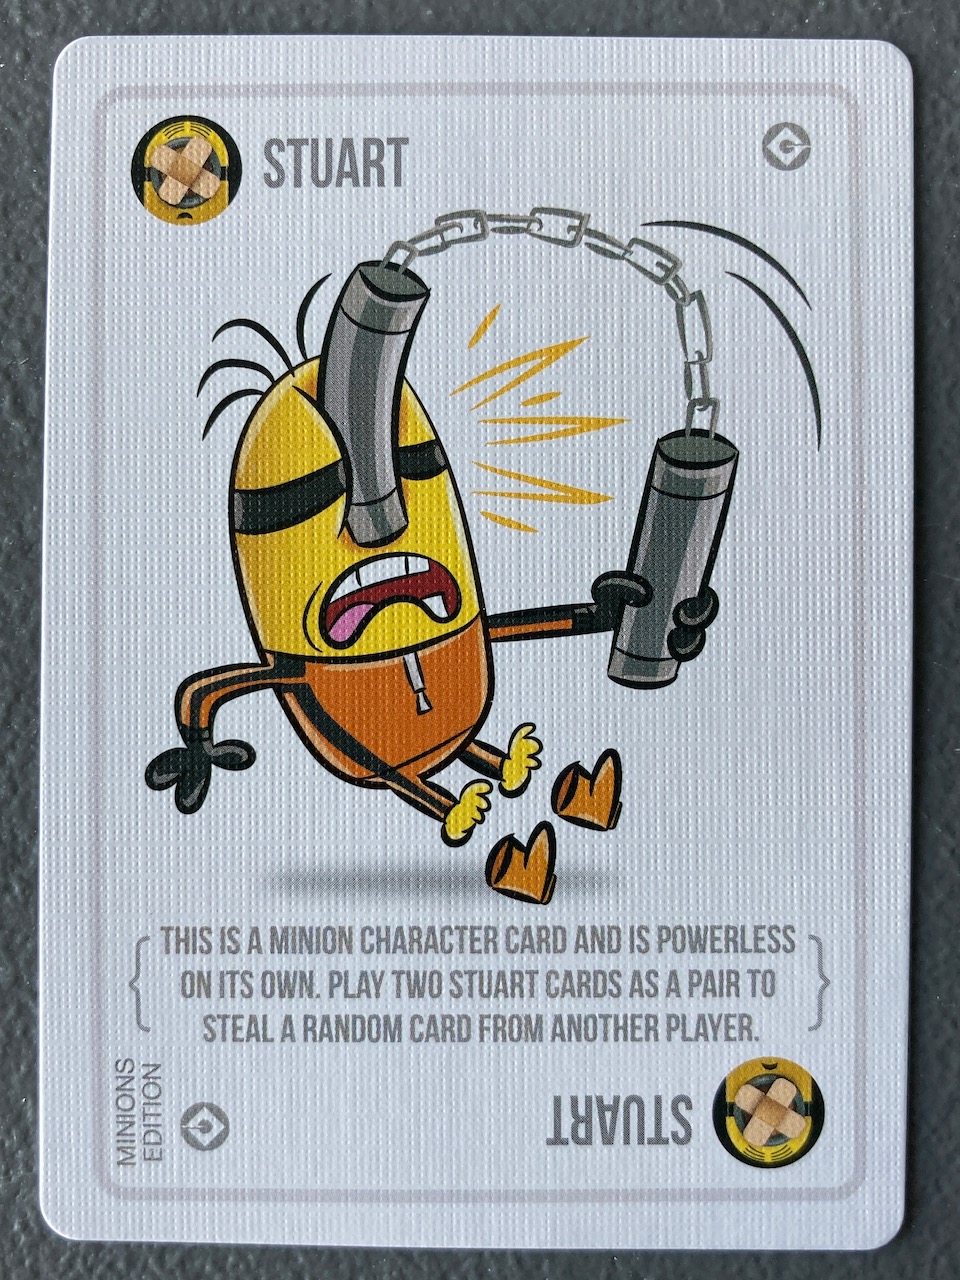 STUART
THIS IS A MINION CHARACTER CARD AND IS POWERLESS
ON ITS OWN. PLAY TWO STUART CARDS AS A PAIR TO
STEAL A RANDOM CARD FROM ANOTHER PLAYER.
MINIONS
EDITION
STUART